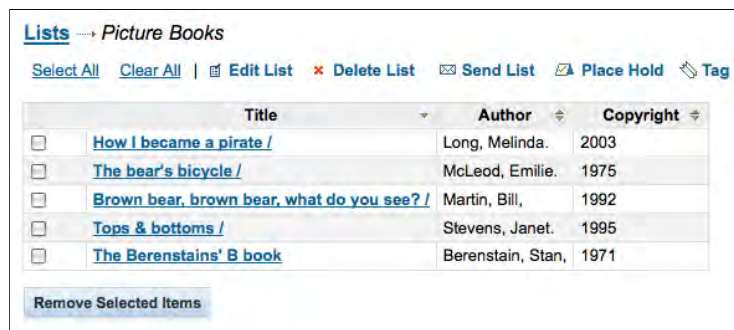 Lists → Picture Books
Select All Clear All | Edit List × Delete List Send List Place Hold Tag
Title Author Copyright
How I became a pirate / Long, Melinda. 2003
The bear's bicycle / McLeod, Emilie. 1975
Brown bear, brown bear, what do you see? / Martin, Bill, 1992
Tops & bottoms / Stevens, Janet. 1995
The Berenstains' B book Berenstain, Stan, 1971
Remove Selected Items